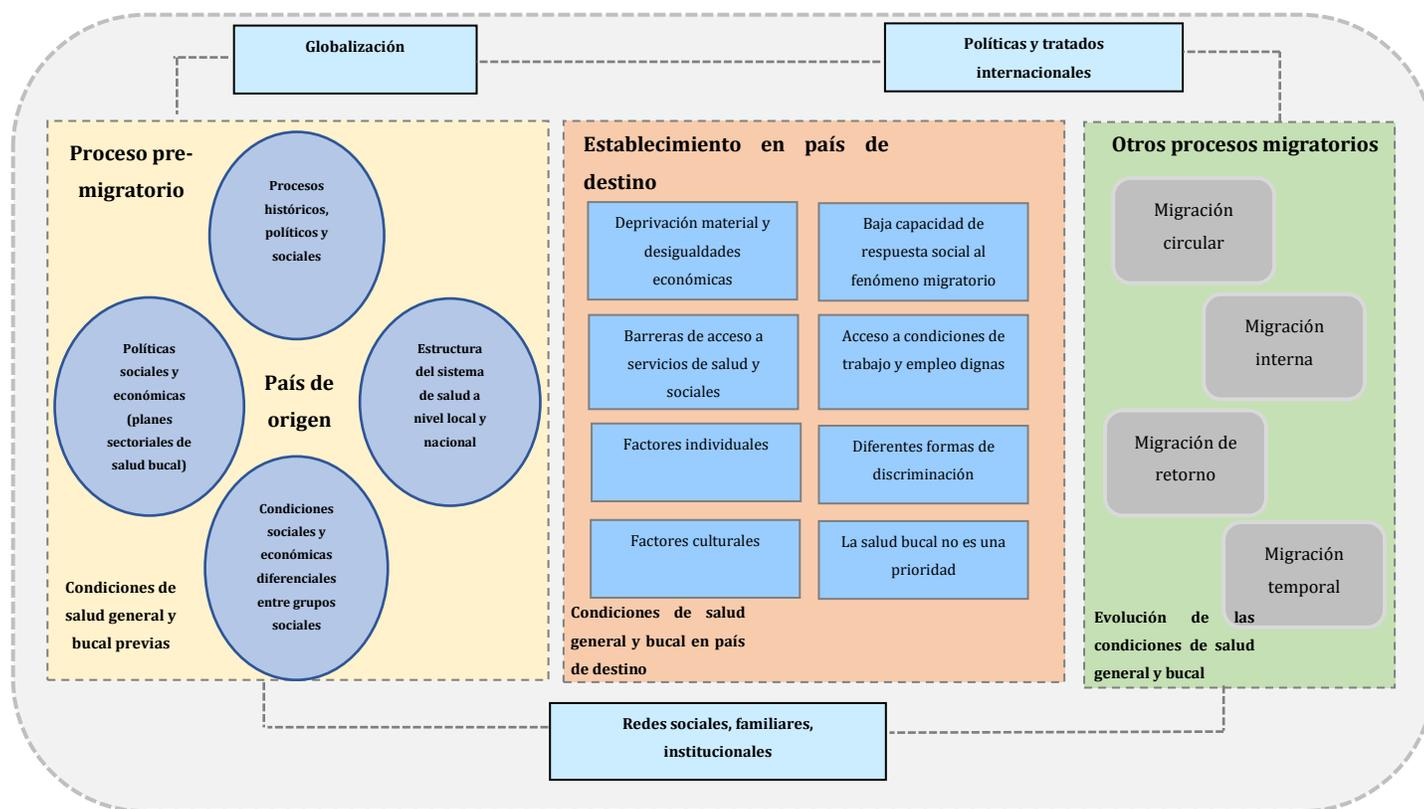 Globalización
Políticas y tratados
internacionales
Proceso pre-
migratorio
Procesos
históricos,
políticos y
sociales
Políticas
sociales y
económicas
(planes
sectoriales de
salud bucal)
País de
origen
Estructura
del sistema
de salud a
nivel local y
nacional
Condiciones
sociales y
económicas
diferenciales
entre grupos
sociales
Condiciones de
salud general y
bucal previas
Establecimiento en país de
destino
Deprivación material y
desigualdades
económicas
Baja capacidad de
respuesta social al
fenómeno migratorio
Barreras de acceso a
servicios de salud y
sociales
Acceso a condiciones de
trabajo y empleo dignas
Factores individuales
Diferentes formas de
discriminación
Factores culturales
La salud bucal no es una
prioridad
Condiciones de salud
general y bucal en país
de destino
Otros procesos migratorios
Migración
circular
Migración
interna
Migración de
retorno
Migración
temporal
Evolución de las
condiciones de salud
general y bucal
Redes sociales, familiares,
institucionales